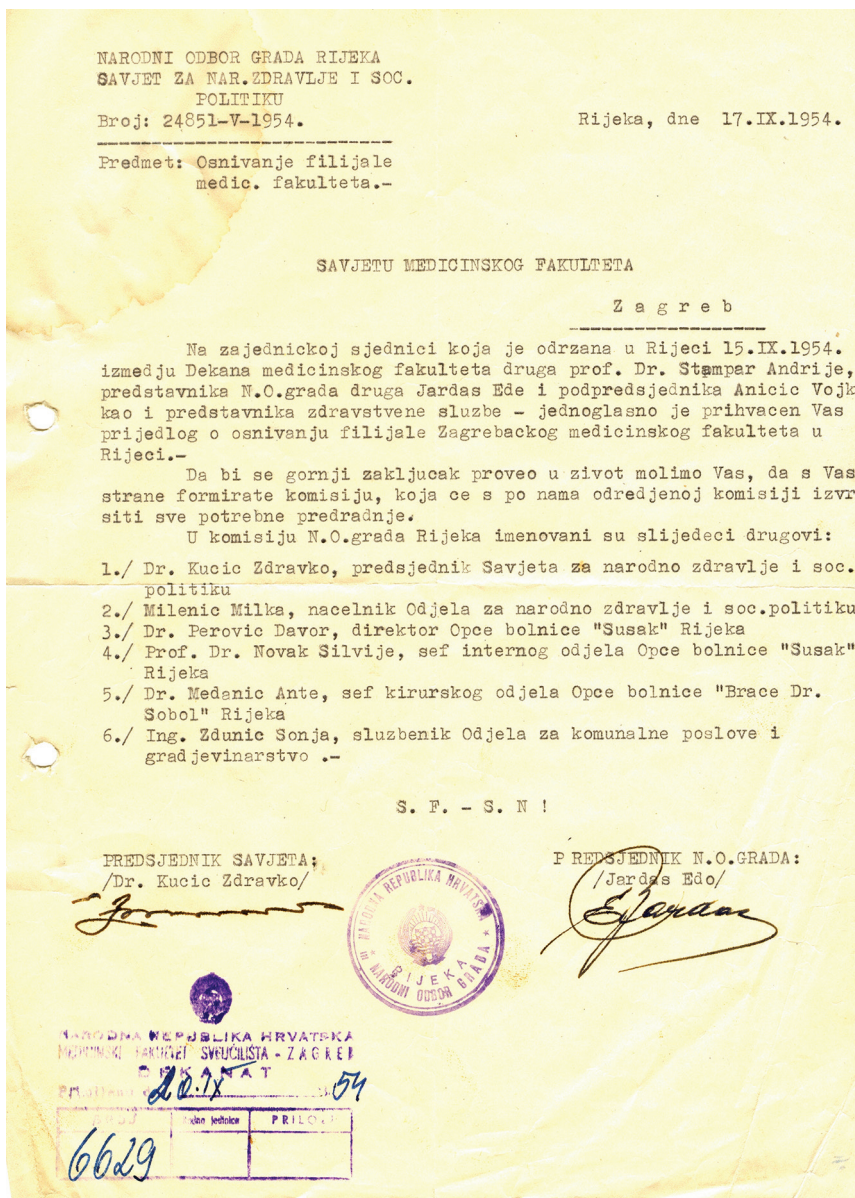 NARODNI ODBOR GRADA RIJEKA
SAVJET ZA NAR.ZDRAVLJE I SOC.
POLITIKU
Broj: 24851-V-1954.
Rijeka, dne 17.IX.1954.
Predmet: Osnivanje filijale
medic. fakulteta.-
SAVJETU MEDICINSKOG FAKULTETA
Z a g r e b
Na zajednickoj sjednici koja je odrzana u Rijeci 15.IX.1954.
izmedju Dekana medicinskog fakulteta druga prof. Dr. Stampar Andrije,
predstavnika N.O.grada druga Jardas Ede i podpredsjednika Anicic Vojk
kao i predstavnika zdravstvene sluzbe - jednoglasno je prihvacen Vas
prijedlog o osnivanju filijale Zagrebackog medicinskog fakulteta u
Rijeci.-
Da bi se gornji zakljucak proveo u zivot molimo Vas, da s Vas
strane formirate komisiju, koja ce s po nama odredjenoj komisiji izvr
siti sve potrebne predradnje.
U komisiju N.O.grada Rijeka imenovani su slijedeci drugovi:
1./ Dr. Kucic Zdravko, predsjednik Savjeta za narodno zdravlje i soc.
politiku
2./ Milenic Milka, nacelnik Odjela za narodno zdravlje i soc.politiku
3./ Dr. Perovic Davor, direktor Opce bolnice "Susak" Rijeka
4./ Prof. Dr. Novak Silvije, sef internog odjela Opce bolnice "Susak"
Rijeka
5./ Dr. Medanic Ante, sef kirurskog odjela Opce bolnice "Brace Dr.
Sobol" Rijeka
6./ Ing. Zdunic Sonja, sluzbenik Odjela za komunalne poslove i
gradjevinarstvo .-
S. F. - S. N !
PREDSJEDNIK SAVJETA:
/Dr. Kucic Zdravko/
P REDSJEDNIK N.O.GRADA:
/Jardas Edo/
E Jardas
NARODNA REPUBLIKA HRVATSKA
RIJEKA
* NARODNI ODBOR GRADA *
NARODNA REPUBLIKA HRVATSKA
MEDICINSKI FAKULTET SVEUČILIŠTA - ZAGREB
DEKANAT
20.IX 54
BROJ
PRILOZI
6629